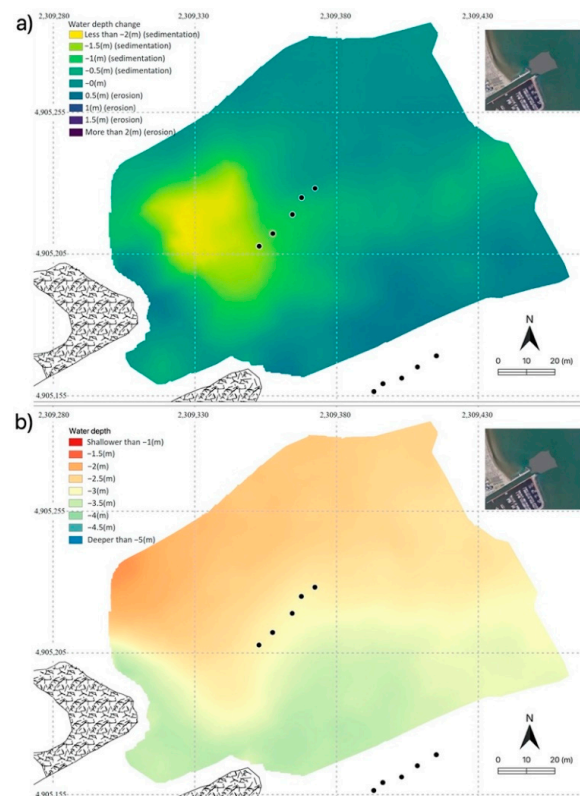 2,309,280 2,309,330 2,309,380 2,309,430
a)
Water depth change
Less than −2(m) (sedimentation)
−1.5(m) (sedimentation)
−1(m) (sedimentation)
−0.5(m) (sedimentation)
−0(m)
0.5(m) (erosion)
1(m) (erosion)
1.5(m) (erosion)
More than 2(m) (erosion)
4,905,255
4,905,205
N
0 10 20 (m)
4,905,155
2,309,280 2,309,330 2,309,380 2,309,430
b)
Water depth
Shallower than −1(m)
−1.5(m)
−2(m)
−2.5(m)
−3(m)
−3.5(m)
−4(m)
−4.5(m)
Deeper than −5(m)
4,905,255
4,905,205
N
0 10 20 (m)
4,905,155